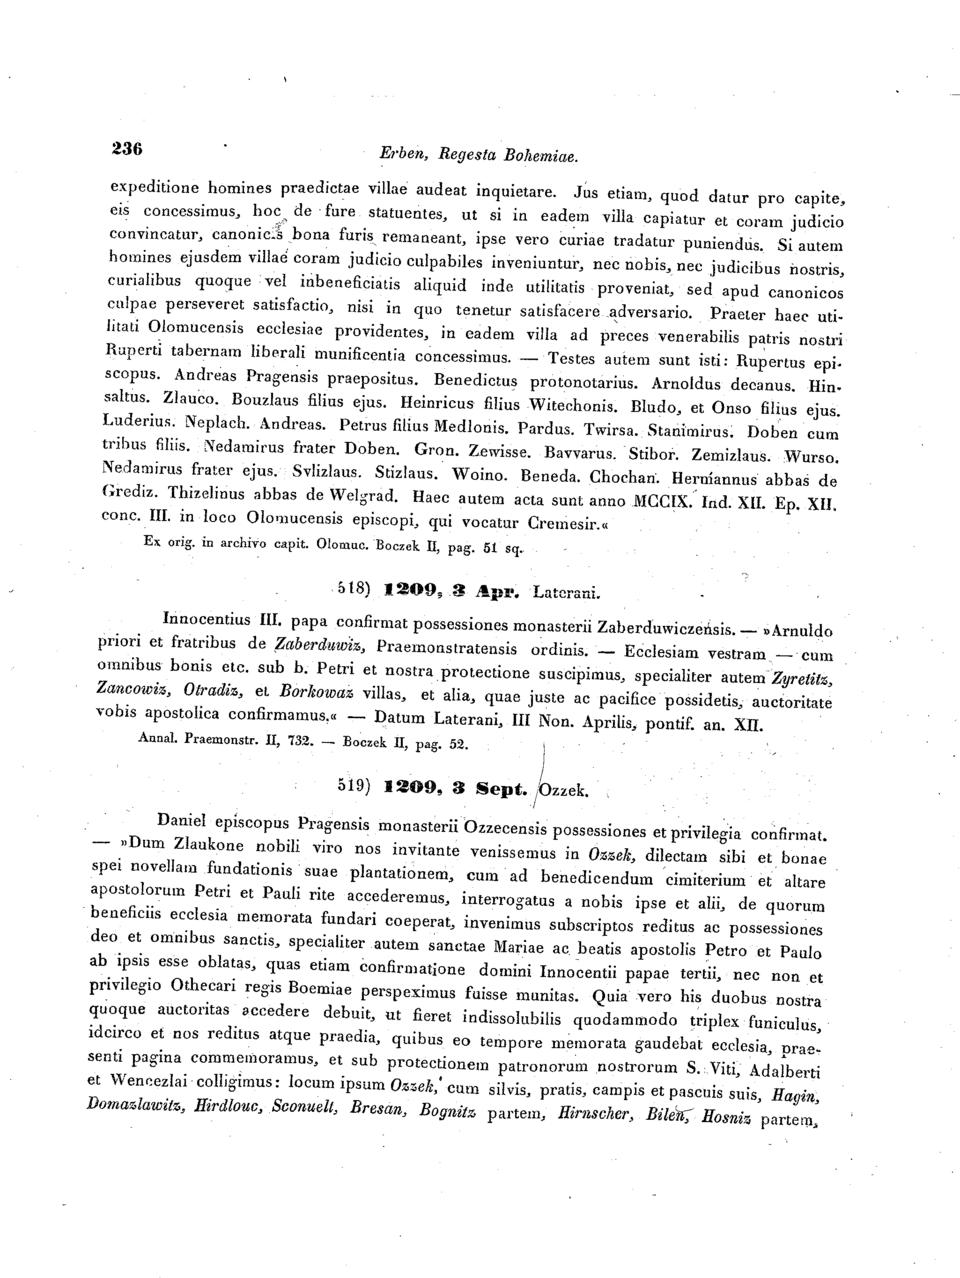 236
Erben, Regesta Bohemiae.
expeditione homines praedictae villae audeat inquietare. Jus etiam, quod datur pro capite,
eis concessimus, hoc de fure statuentes, ut si in eadem villa capiatur et coram judicio
convincatur, canonicis bona furis remaneant, ipse vero curiae tradatur puniendus. Si autem
homines ejusdem villae coram judicio culpabiles inveniuntur, nec nobis, nec judicibus nostris,
curialibus quoque vel inbeneficiatis aliquid inde utilitatis proveniat, sed apud canonicos
culpae perseveret satisfactio, nisi in quo tenetur satisfacere adversario. Praeter haec uti-
litati Olomucensis ecclesiae providentes, in eadem villa ad preces venerabilis patris nostri
Ruperti tabernam liberali munificentia concessimus. — Testes autem sunt isti: Rupertus epi-
scopus. Andreas Pragensis praepositus. Benedictus protonotarius. Arnoldus decanus. Hin-
saltus. Zlauco. Bouzlaus filius ejus. Heinricus filius Witechonis. Bludo, et Onso filius ejus.
Luderius. Neplach. Andreas. Petrus filius Medlonis. Pardus. Twirsa. Stanimirus. Doben cum
tribus filiis. Nedamirus frater Doben. Gron. Zewisse. Bavvarus. Stibor. Zemizlaus. Wurso.
Nedamirus frater ejus. Svlizlaus. Stizlaus. Woino. Beneda. Chochan. Hermannus abbas de
Grediz. Thizelinus abbas de Welgrad. Haec autem acta sunt anno MCCIX. Ind. XII. Ep. XII.
conc. III. in loco Olomucensis episcopi, qui vocatur Cremesir.«
Ex orig. in archivo capit. Olomuc. Boczek II, pag. 51 sq.
518) 1209, 3 Apr. Laterani.
Innocentius III. papa confirmat possessiones monasterii Zaberduwiczensis. — »Arnuldo
priori et fratribus de Zaberduwiz, Praemonstratensis ordinis. — Ecclesiam vestram — cum
omnibus bonis etc. sub b. Petri et nostra protectione suscipimus, specialiter autem Zyretitz,
Zancowiz, Otradiz, et Borkowaz villas, et alia, quae juste ac pacifice possidetis, auctoritate
vobis apostolica confirmamus.« — Datum Laterani, III Non. Aprilis, pontif. an. XII.
Annal. Praemonstr. II, 732. — Boczek II, pag. 52.
519) 1209, 3 Sept. Ozzek.
Daniel episcopus Pragensis monasterii Ozzecensis possessiones et privilegia confirmat.
— »Dum Zlaukone nobili viro nos invitante venissemus in Ozzek, dilectam sibi et bonae
spei novellam fundationis suae plantationem, cum ad benedicendum cimiterium et altare
apostolorum Petri et Pauli rite accederemus, interrogatus a nobis ipse et alii, de quorum
beneficiis ecclesia memorata fundari coeperat, invenimus subscriptos reditus ac possessiones
deo et omnibus sanctis, specialiter autem sanctae Mariae ac beatis apostolis Petro et Paulo
ab ipsis esse oblatas, quas etiam confirmatione domini Innocentii papae tertii, nec non et
privilegio Othecari regis Boemiae perspeximus fuisse munitas. Quia vero his duobus nostra
quoque auctoritas accedere debuit, ut fieret indissolubilis quodammodo triplex funiculus,
idcirco et nos reditus atque praedia, quibus eo tempore memorata gaudebat ecclesia, prae-
senti pagina commemoramus, et sub protectionem patronorum nostrorum S. Viti, Adalberti
et Wencezlai colligimus: locum ipsum Ozzek, cum silvis, pratis, campis et pascuis suis, Hagin,
Domazlawitz, Hirdlouc, Sconuelt, Bresan, Bognitz partem, Hirnscher, Bilen, Hosniz partem,